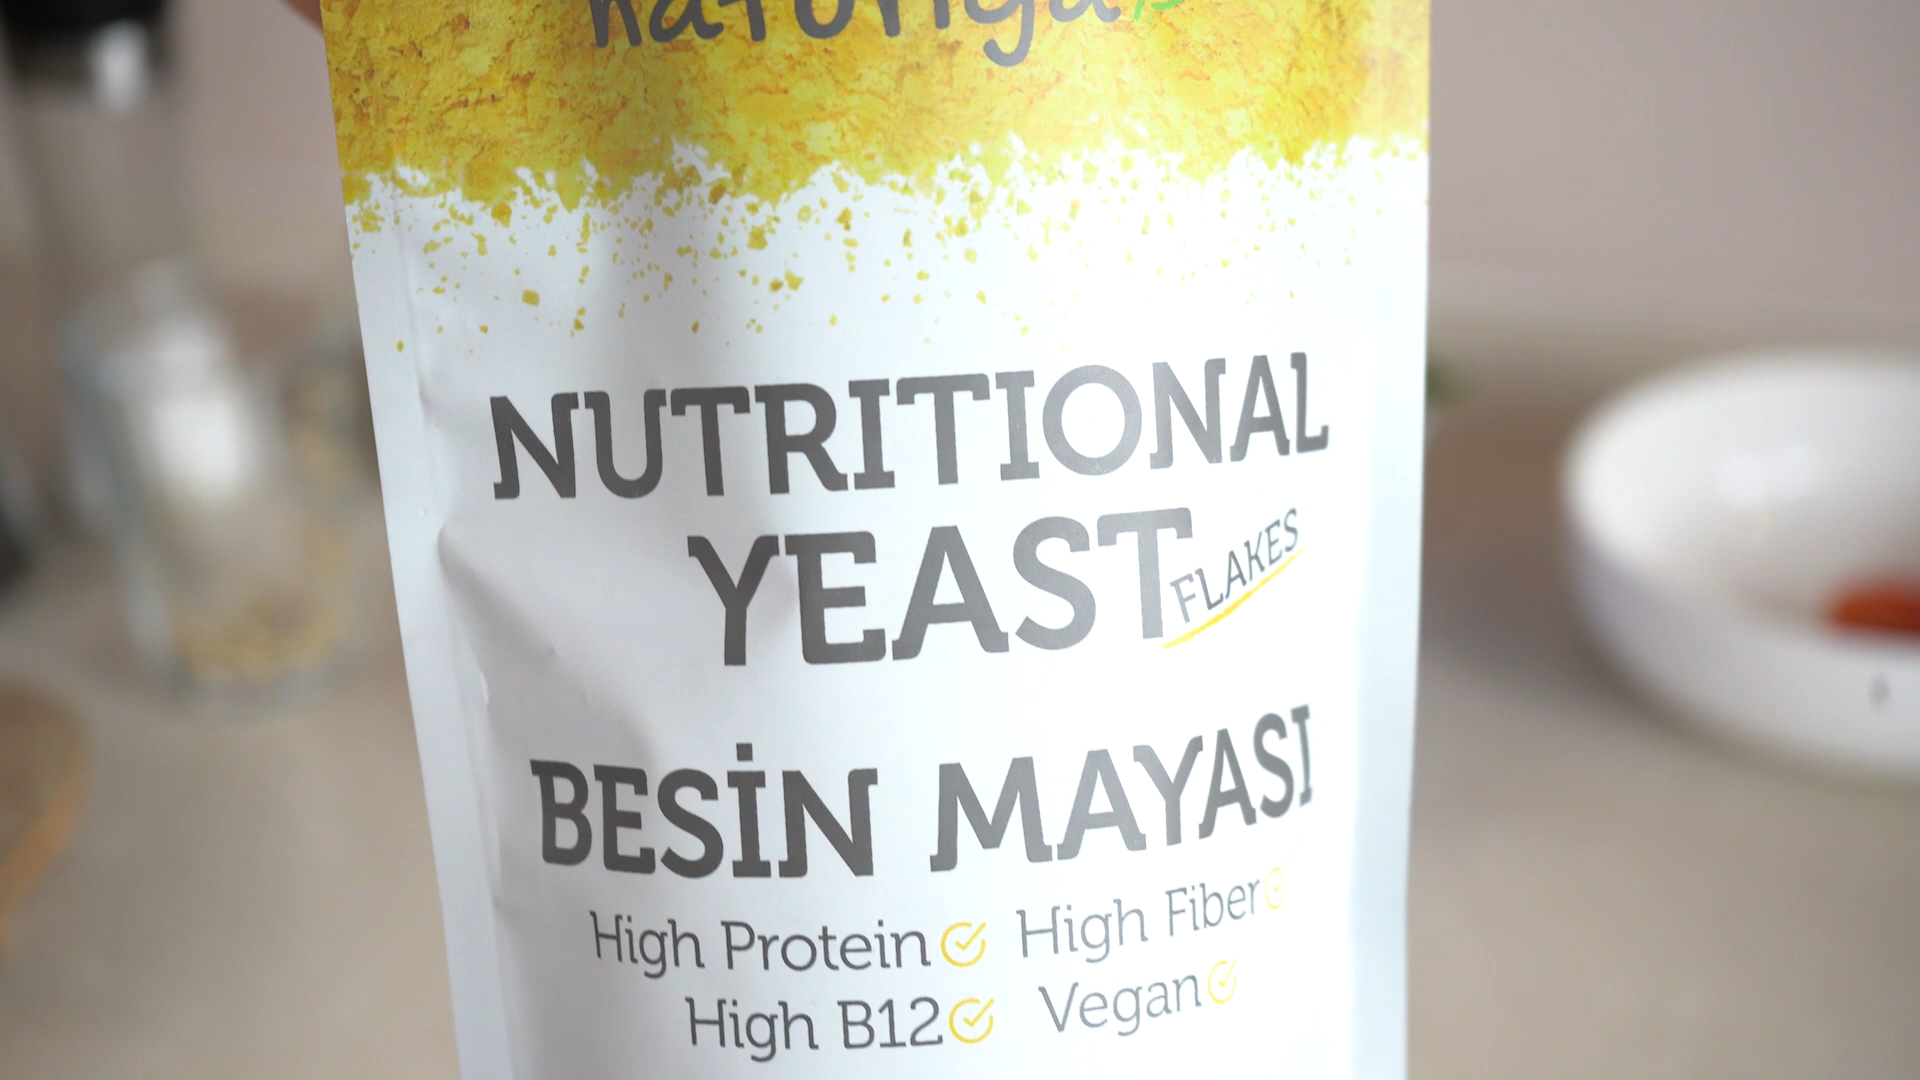 NUTRITIONAL
YEAST FLAKES
BESİN MAYASI
High Protein High Fiber
High B12 Vegan